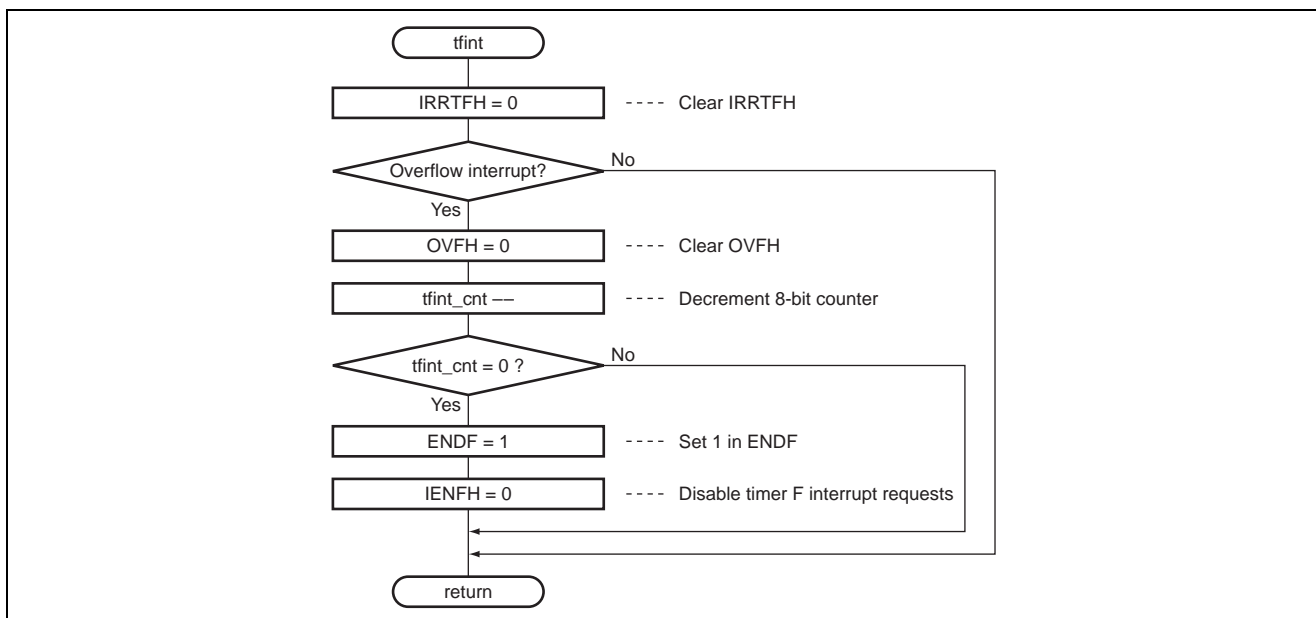 tfint
IRRTFH = 0 ---- Clear IRRTFH
Overflow interrupt? No
Yes
OVFH = 0 ---- Clear OVFH
tfint_cnt –– ---- Decrement 8-bit counter
tfint_cnt = 0 ? No
Yes
ENDF = 1 ---- Set 1 in ENDF
IENFH = 0 ---- Disable timer F interrupt requests
return